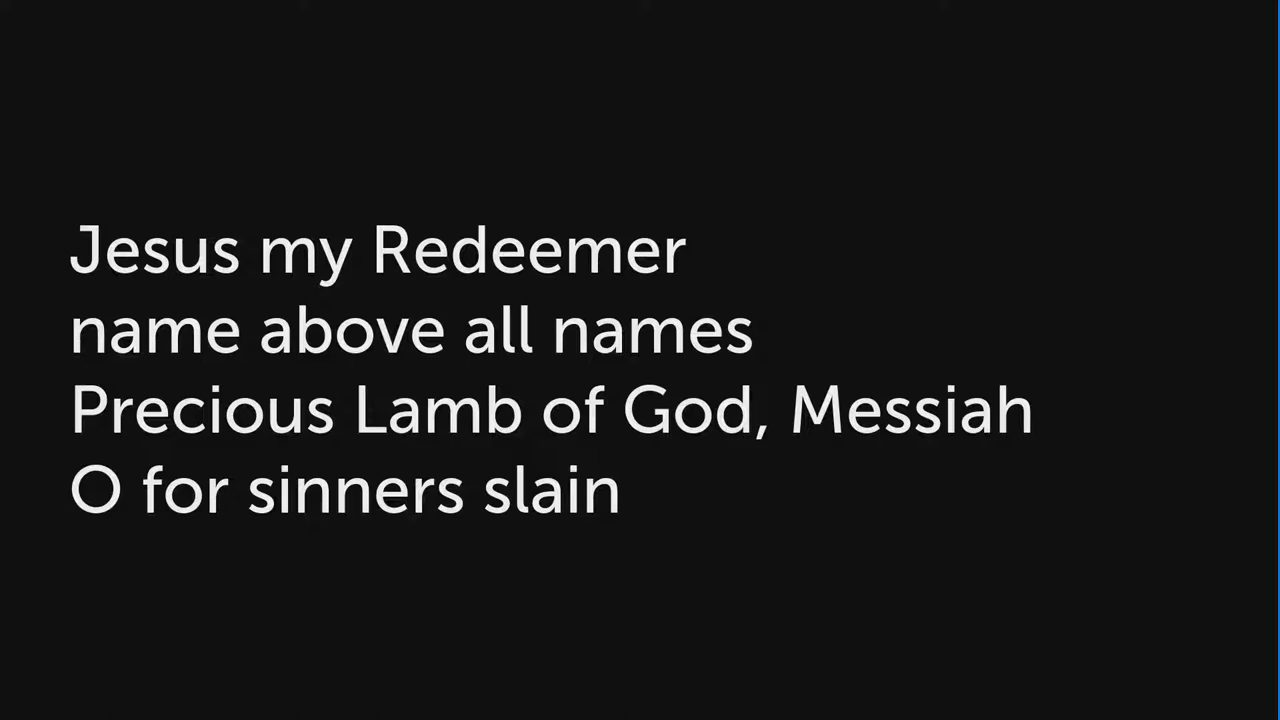 Jesus my Redeemer
name above all names
Precious Lamb of God, Messiah
O for sinners slain